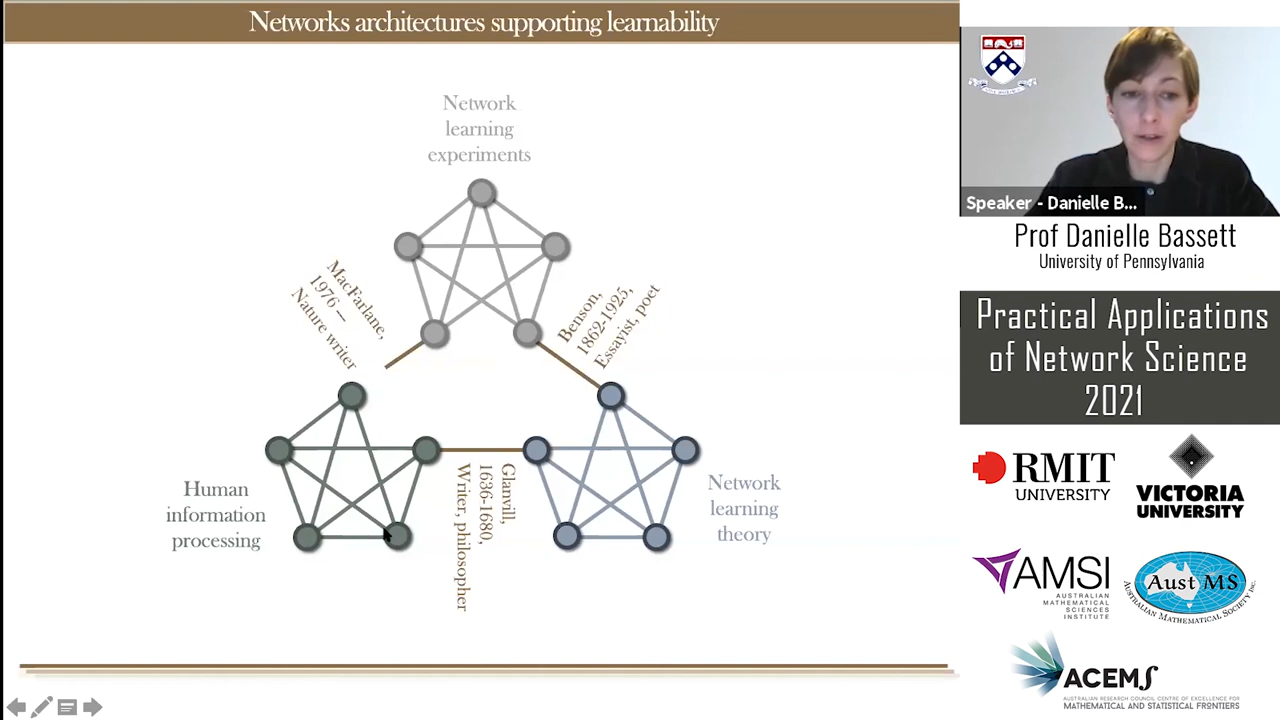 Networks architectures supporting learnability
Network
learning
experiments
MacFarlane,
1976 –
Nature writer
Benson,
1862-1925,
Essayist, poet
Human
information
processing
Glanvill,
1636-1680,
Writer, philosopher
Network
learning
theory
Speaker - Danielle B...
Prof Danielle Bassett
University of Pennsylvania
Practical Applications
of Network Science
2021
RMIT
UNIVERSITY
VICTORIA
UNIVERSITY
AMSI
AUSTRALIAN
MATHEMATICAL
SCIENCES
INSTITUTE
Aust MS
AUSTRALIAN MATHEMATICAL SOCIETY Inc.
ACEMS
AUSTRALIAN RESEARCH COUNCIL CENTRE OF EXCELLENCE FOR
MATHEMATICAL AND STATISTICAL FRONTIERS